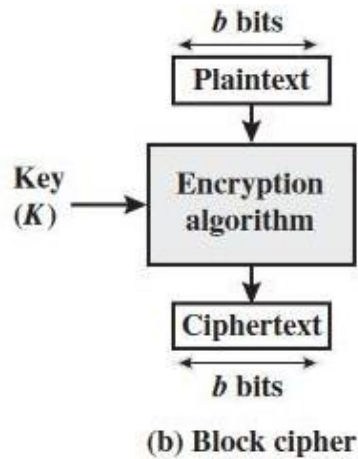 b bits
Plaintext
Key
(K)
Encryption
algorithm
Ciphertext
b bits
(b) Block cipher